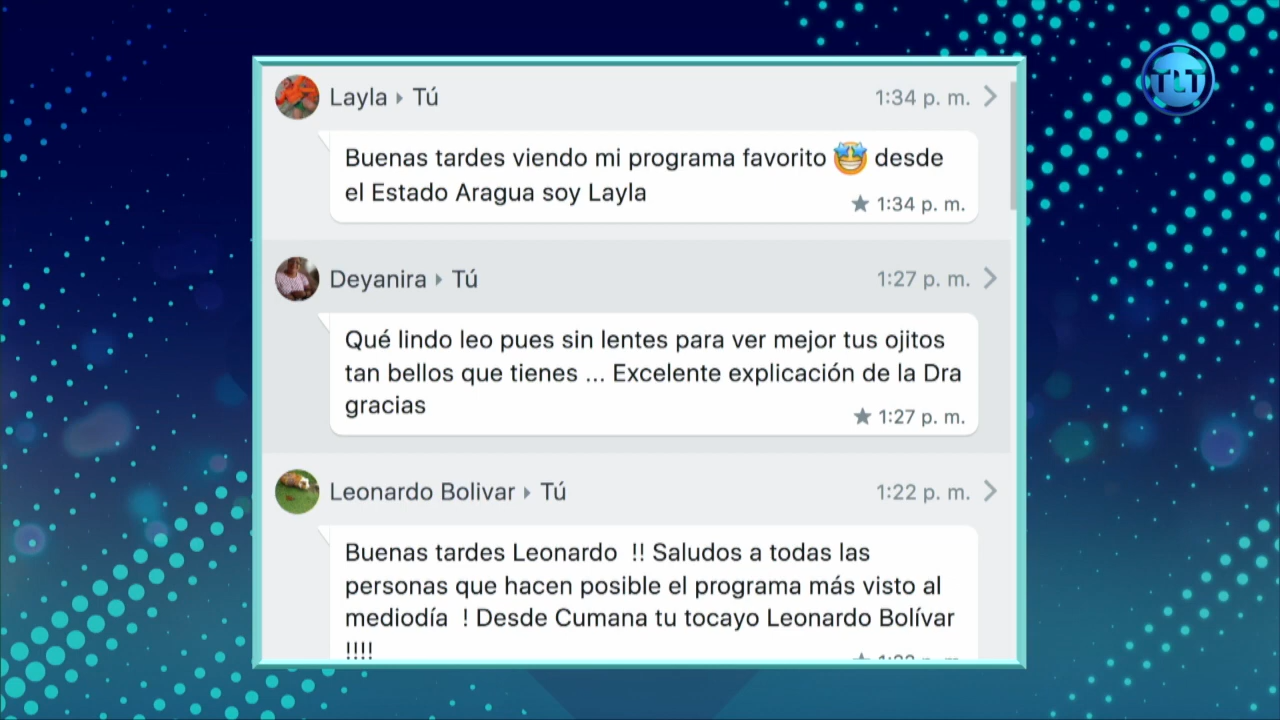 TLT
Layla ▸ Tú 1:34 p. m.
Buenas tardes viendo mi programa favorito 🤩 desde
el Estado Aragua soy Layla
★ 1:34 p. m.
Deyanira ▸ Tú 1:27 p. m.
Qué lindo leo pues sin lentes para ver mejor tus ojitos
tan bellos que tienes ... Excelente explicación de la Dra
gracias
★ 1:27 p. m.
Leonardo Bolivar ▸ Tú 1:22 p. m.
Buenas tardes Leonardo  !! Saludos a todas las
personas que hacen posible el programa más visto al
mediodía  ! Desde Cumana tu tocayo Leonardo Bolívar
!!!!